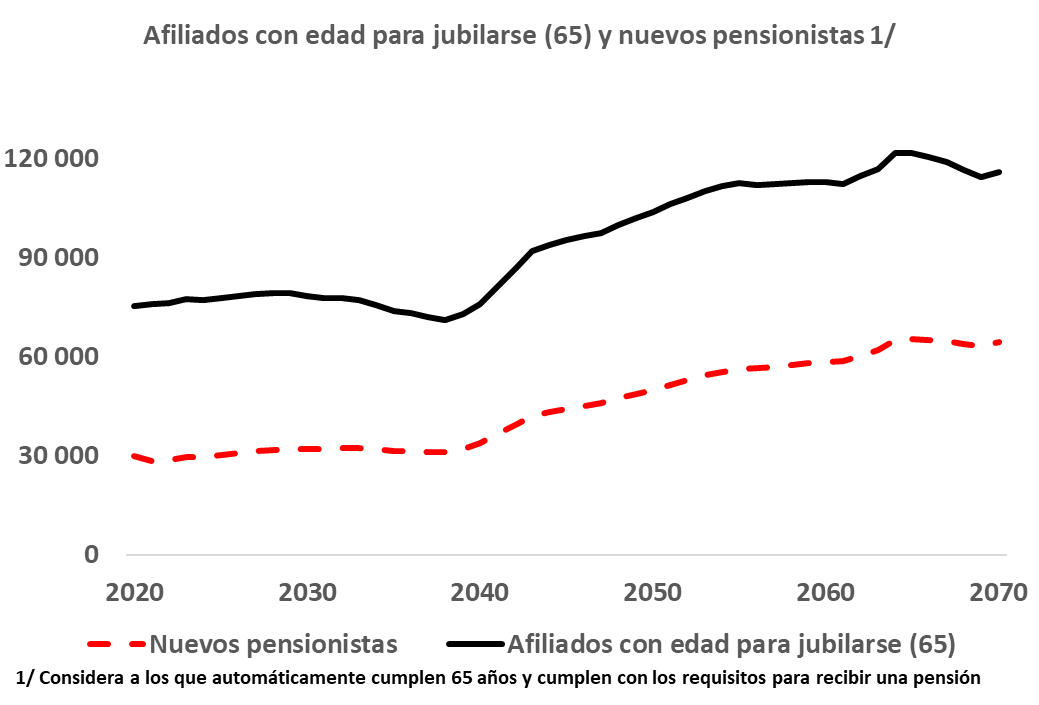 Afiliados con edad para jubilarse (65) y nuevos pensionistas 1/
120 000
90 000
60 000
30 000
0
2020 2030 2040 2050 2060 2070
Nuevos pensionistas Afiliados con edad para jubilarse (65)
1/ Considera a los que automáticamente cumplen 65 años y cumplen con los requisitos para recibir una pensión